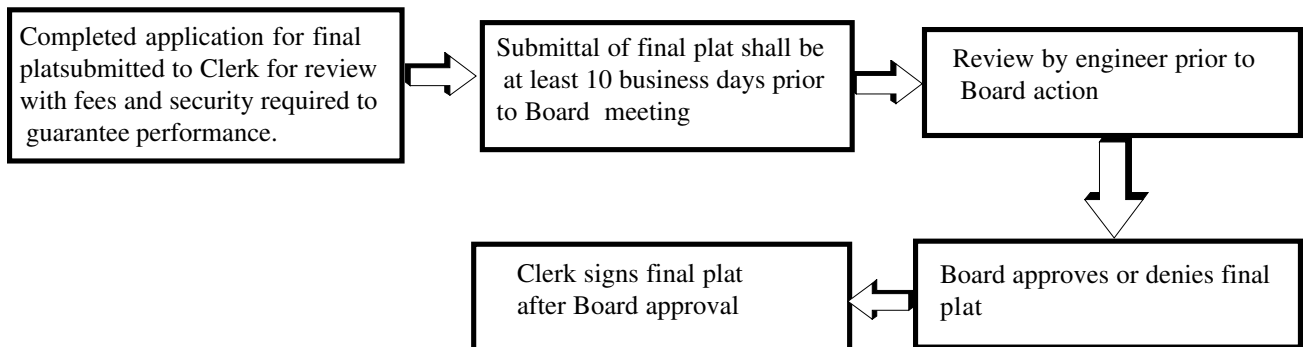 Completed application for final
platsubmitted to Clerk for review
with fees and security required to
guarantee performance.
Submittal of final plat shall be
at least 10 business days prior
to Board meeting
Review by engineer prior to
Board action
Board approves or denies final
plat
Clerk signs final plat
after Board approval